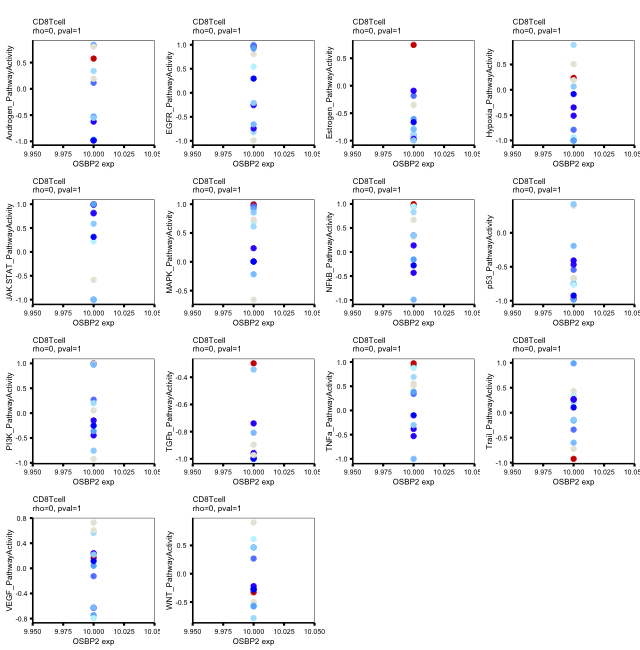 CD8Tcell
rho=0, pval=1
Androgen_PathwayActivity
0.5
0.0
-0.5
-1.0
9.950
9.975
10.000
10.025
10.05
OSBP2 exp
CD8Tcell
rho=0, pval=1
EGFR_PathwayActivity
1.0
0.5
0.0
-0.5
-1.0
9.950
9.975
10.000
10.025
10.05
OSBP2 exp
CD8Tcell
rho=0, pval=1
Estrogen_PathwayActivity
0.5
0.0
-0.5
-1.0
9.950
9.975
10.000
10.025
10.05
OSBP2 exp
CD8Tcell
rho=0, pval=1
Hypoxia_PathwayActivity
0.5
0.0
-0.5
-1.0
9.950
9.975
10.000
10.025
10.05
OSBP2 exp
CD8Tcell
rho=0, pval=1
JAK.STAT_PathwayActivity
1.0
0.5
0.0
-0.5
-1.0
9.950
9.975
10.000
10.025
10.05
OSBP2 exp
CD8Tcell
rho=0, pval=1
MAPK_PathwayActivity
1.0
0.5
0.0
-0.5
9.950
9.975
10.000
10.025
10.05
OSBP2 exp
CD8Tcell
rho=0, pval=1
NFkB_PathwayActivity
1.0
0.5
0.0
-0.5
-1.0
9.950
9.975
10.000
10.025
10.05
OSBP2 exp
CD8Tcell
rho=0, pval=1
p53_PathwayActivity
0.0
-0.5
-1.0
9.950
9.975
10.000
10.025
10.05
OSBP2 exp
CD8Tcell
rho=0, pval=1
PI3K_PathwayActivity
1.0
0.5
0.0
-0.5
-1.0
9.950
9.975
10.000
10.025
10.05
OSBP2 exp
CD8Tcell
rho=0, pval=1
TGFb_PathwayActivity
-0.4
-0.6
-0.8
-1.0
9.950
9.975
10.000
10.025
10.05
OSBP2 exp
CD8Tcell
rho=0, pval=1
TNFa_PathwayActivity
1.0
0.5
0.0
-0.5
-1.0
9.950
9.975
10.000
10.025
10.05
OSBP2 exp
CD8Tcell
rho=0, pval=1
Trail_PathwayActivity
1.0
0.5
0.0
-0.5
-1.0
9.950
9.975
10.000
10.025
10.05
OSBP2 exp
CD8Tcell
rho=0, pval=1
VEGF_PathwayActivity
0.8
0.4
0.0
-0.4
-0.8
9.950
9.975
10.000
10.025
10.05
OSBP2 exp
CD8Tcell
rho=0, pval=1
WNT_PathwayActivity
0.5
0.0
-0.5
9.950
9.975
10.000
10.025
10.050
OSBP2 exp